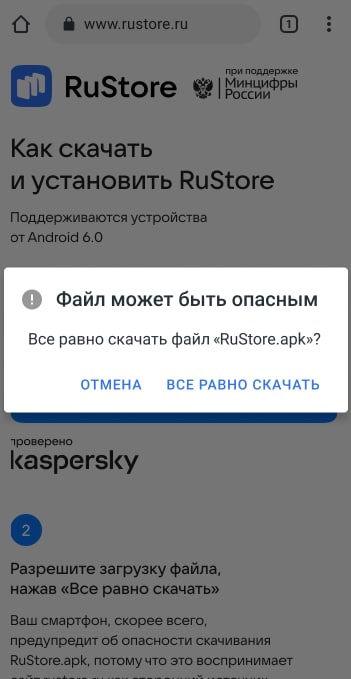 www.rustore.ru
1
RuStore
при поддержке
Минцифры
России
Как скачать
и установить RuStore
Поддерживаются устройства
от Android 6.0
Файл может быть опасным
Все равно скачать файл «RuStore.apk»?
ОТМЕНА ВСЕ РАВНО СКАЧАТЬ
проверено
kaspersky
2
Разрешите загрузку файла,
нажав «Все равно скачать»
Ваш смартфон, скорее всего,
предупредит об опасности скачивания
RuStore.apk, потому что это воспринимает